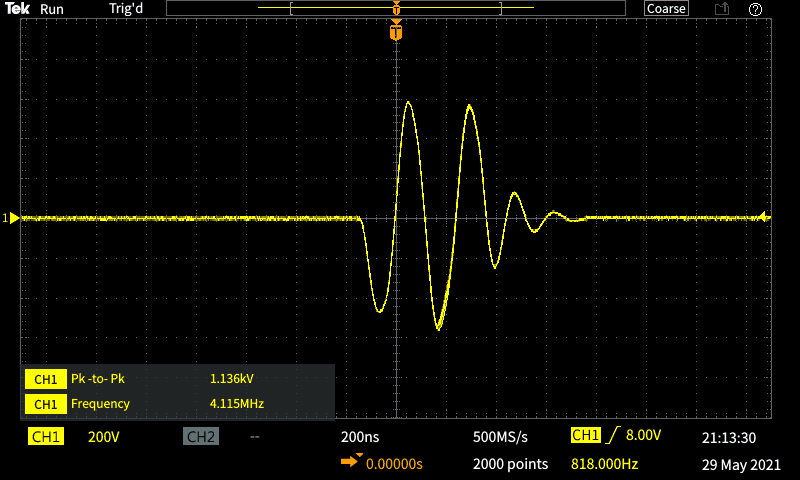 Tek Run Trig'd T Coarse ?
T
1
CH1 Pk -to- Pk 1.136kV
CH1 Frequency 4.115MHz
CH1 200V CH2 -- 200ns 500MS/s CH1 8.00V 21:13:30
0.00000s 2000 points 818.000Hz 29 May 2021